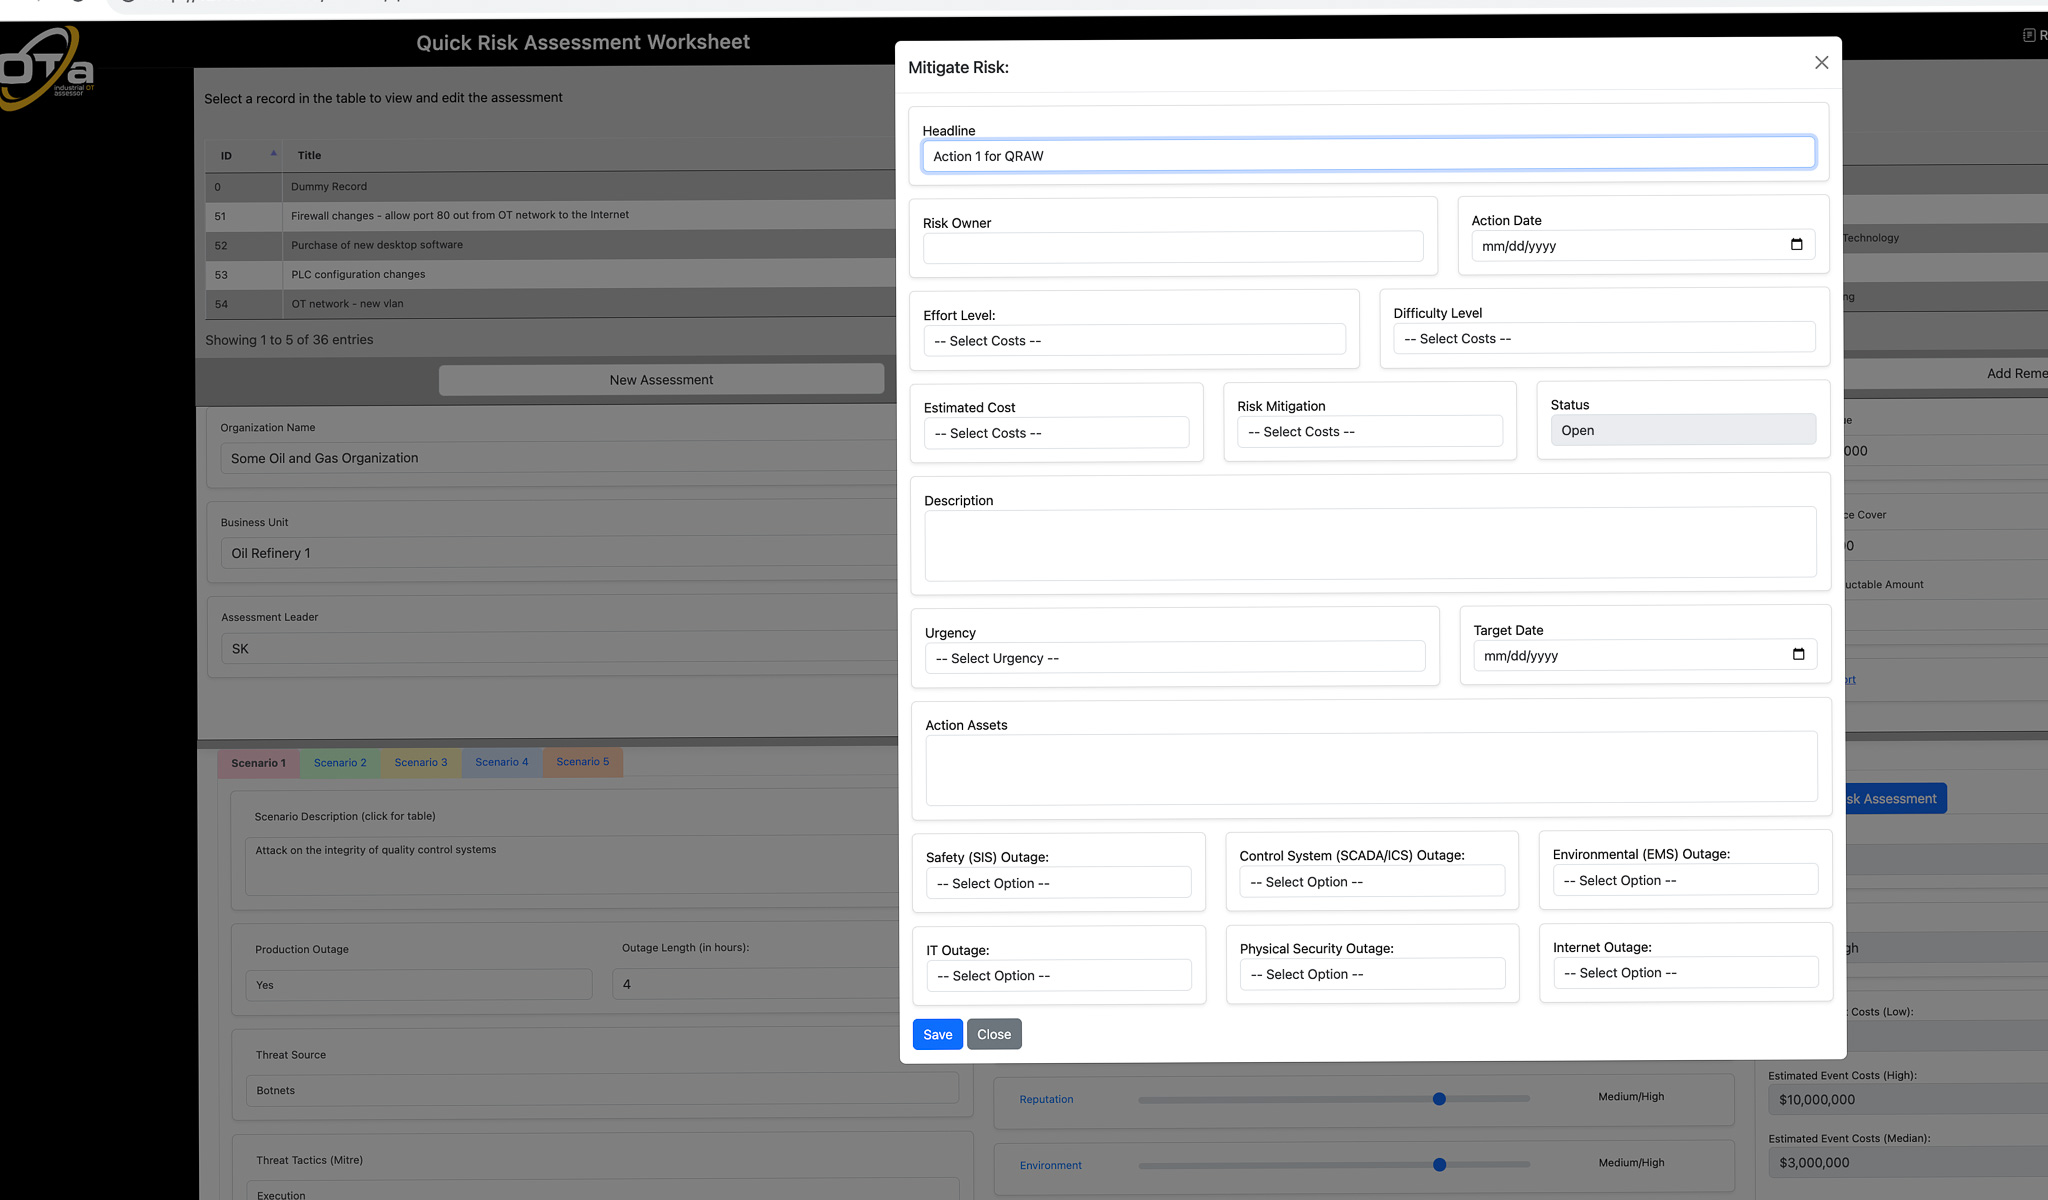 OTa
industrial OT
assessor
Quick Risk Assessment Worksheet
Select a record in the table to view and edit the assessment
ID Title
0 Dummy Record
51 Firewall changes - allow port 80 out from OT network to the Internet
52 Purchase of new desktop software
53 PLC configuration changes
54 OT network - new vlan
Showing 1 to 5 of 36 entries
New Assessment
Organization Name
Some Oil and Gas Organization
Business Unit
Oil Refinery 1
Assessment Leader
SK
Scenario 1 Scenario 2 Scenario 3 Scenario 4 Scenario 5
Scenario Description (click for table)
Attack on the integrity of quality control systems
Production Outage Outage Length (in hours):
Yes 4
Threat Source
Botnets
Threat Tactics (Mitre)
Execution
Mitigate Risk:
Headline
Action 1 for QRAW
Risk Owner Action Date
mm/dd/yyyy
Effort Level: Difficulty Level
-- Select Costs -- -- Select Costs --
Estimated Cost Risk Mitigation Status
-- Select Costs -- -- Select Costs -- Open
Description
Urgency Target Date
-- Select Urgency -- mm/dd/yyyy
Action Assets
Safety (SIS) Outage: Control System (SCADA/ICS) Outage: Environmental (EMS) Outage:
-- Select Option -- -- Select Option -- -- Select Option --
IT Outage: Physical Security Outage: Internet Outage:
-- Select Option -- -- Select Option -- -- Select Option --
Save Close
Reputation Medium/High
Environment Medium/High
Technology
ng
Add Reme
000
ce Cover
uctable Amount
ort
sk Assessment
gh
Costs (Low):
Estimated Event Costs (High):
$10,000,000
Estimated Event Costs (Median):
$3,000,000